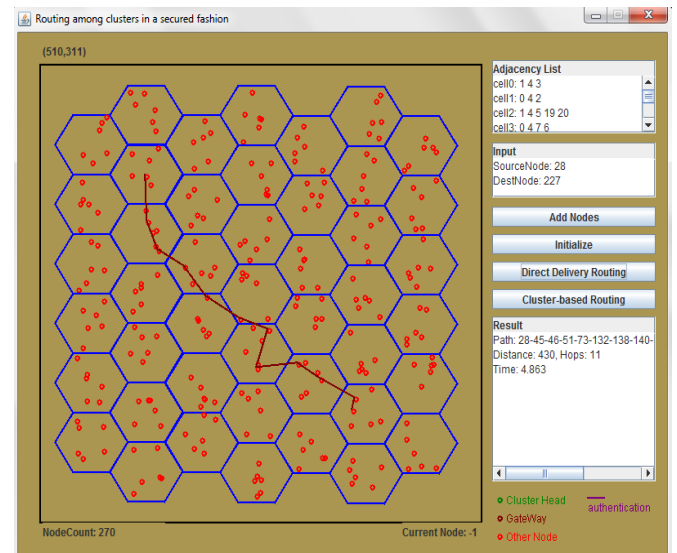 Routing among clusters in a secured fashion
(510,311)
Adjacency List
cell0: 1 4 3
cell1: 0 4 2
cell2: 1 4 5 19 20
cell3: 0 4 7 6
Input
SourceNode: 28
DestNode: 227
Add Nodes
Initialize
Direct Delivery Routing
Cluster-based Routing
Result
Path: 28-45-46-51-73-132-138-140-
Distance: 430, Hops: 11
Time: 4.863
Cluster Head
authentication
GateWay
Other Node
NodeCount: 270
Current Node: -1